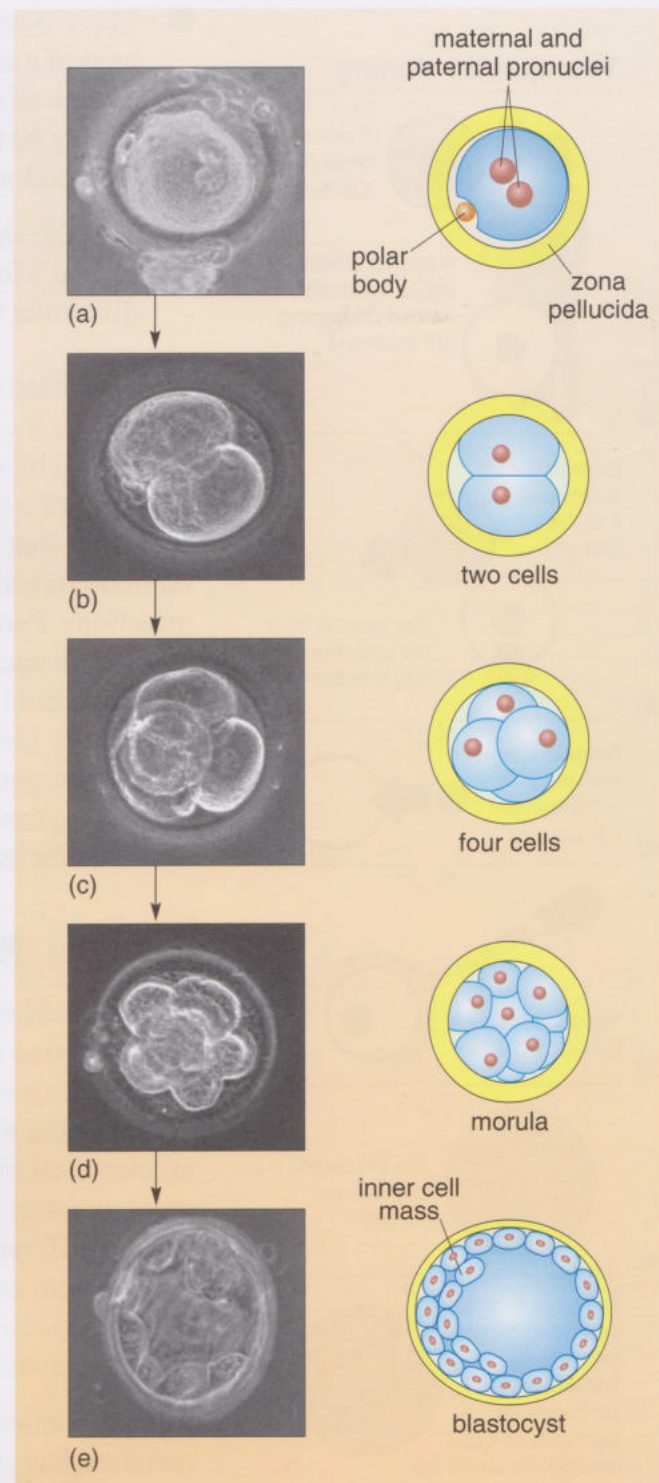 maternal and
paternal pronuclei
polar
body
zona
pellucida
(a)
two cells
(b)
four cells
(c)
morula
(d)
inner cell
mass
blastocyst
(e)